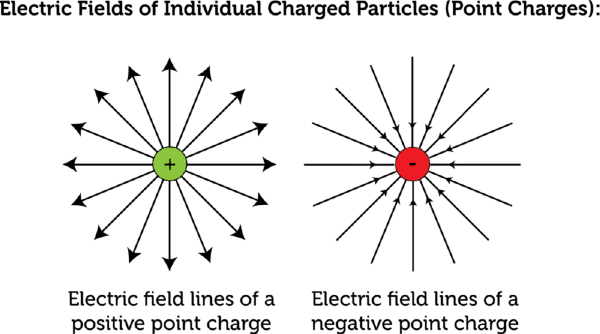 Electric Fields of Individual Charged Particles (Point Charges):
+
-
Electric field lines of a
positive point charge
Electric field lines of a
negative point charge